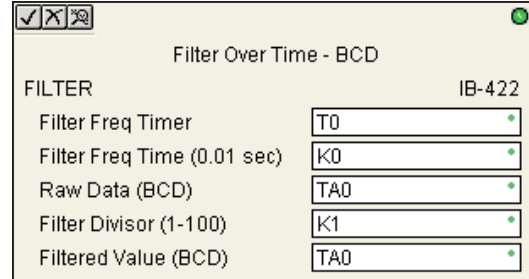 Filter Over Time - BCD
FILTER IB-422
Filter Freq Timer T0
Filter Freq Time (0.01 sec) K0
Raw Data (BCD) TA0
Filter Divisor (1-100) K1
Filtered Value (BCD) TA0